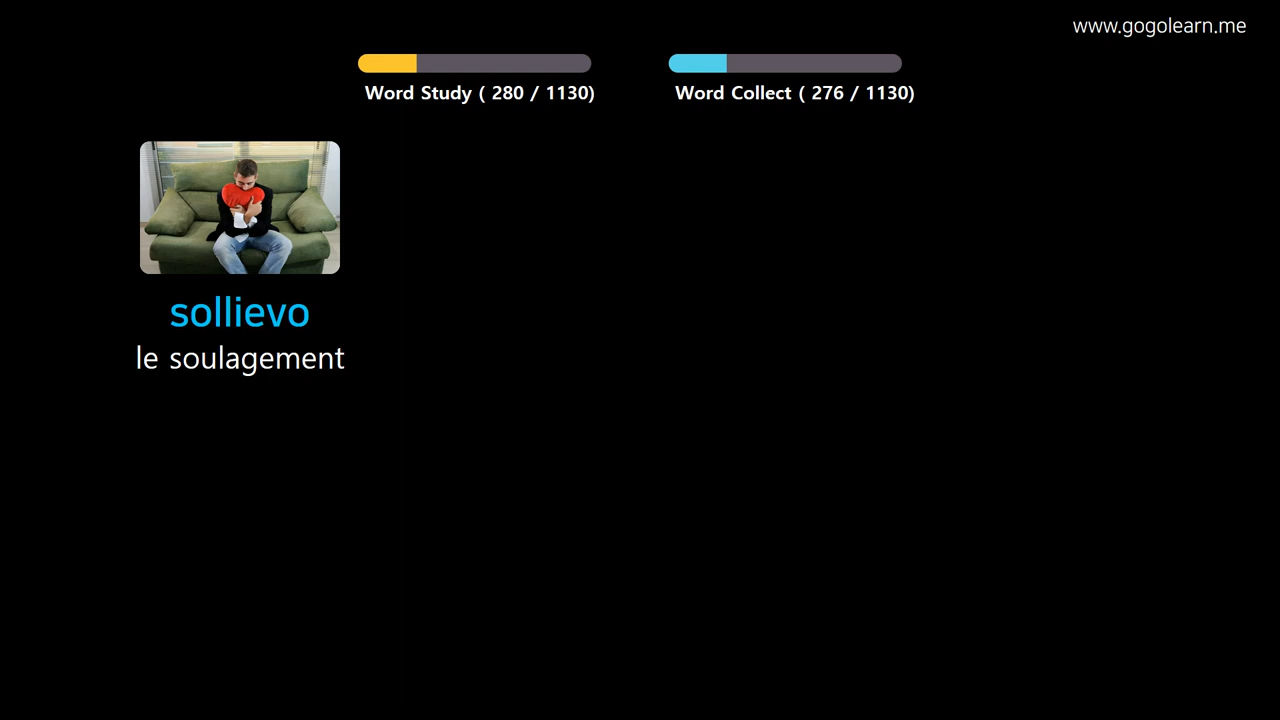 www.gogolearn.me
Word Study ( 280 / 1130)
Word Collect ( 276 / 1130)
sollievo
le soulagement